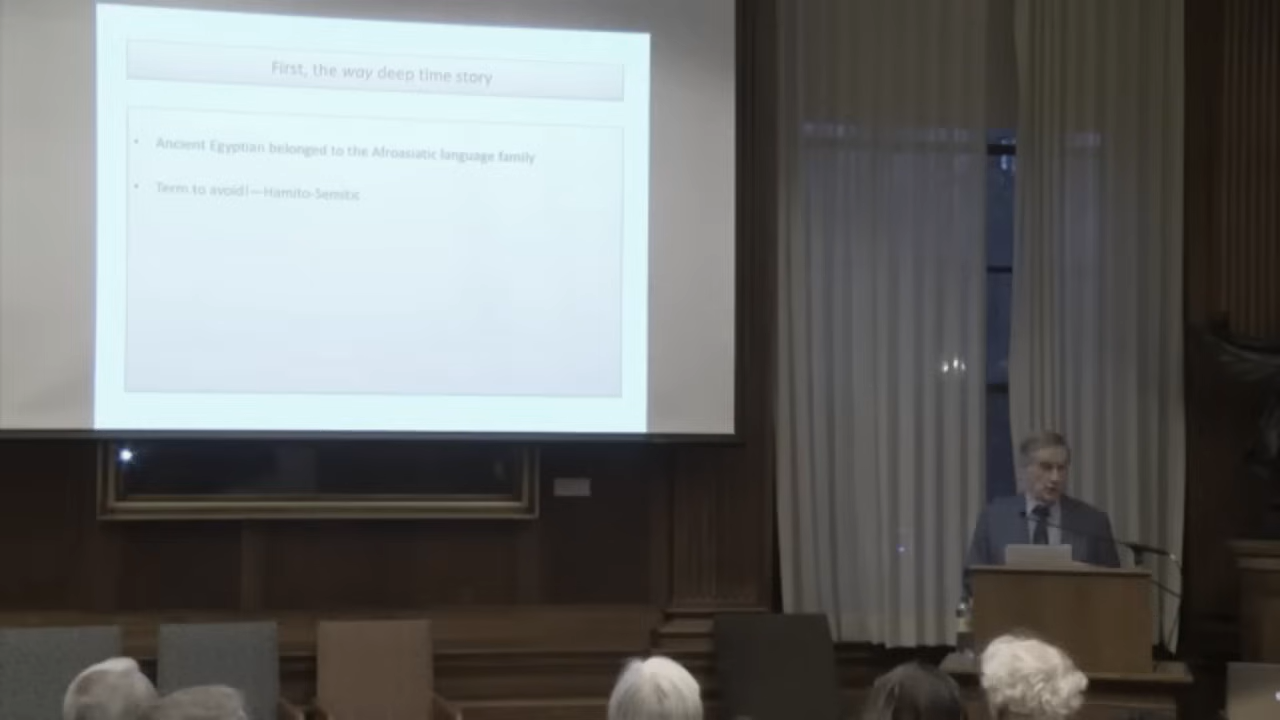 First, the way deep time story
• Ancient Egyptian belonged to the Afroasiatic language family
• Term to avoid!—Hamito-Semitic